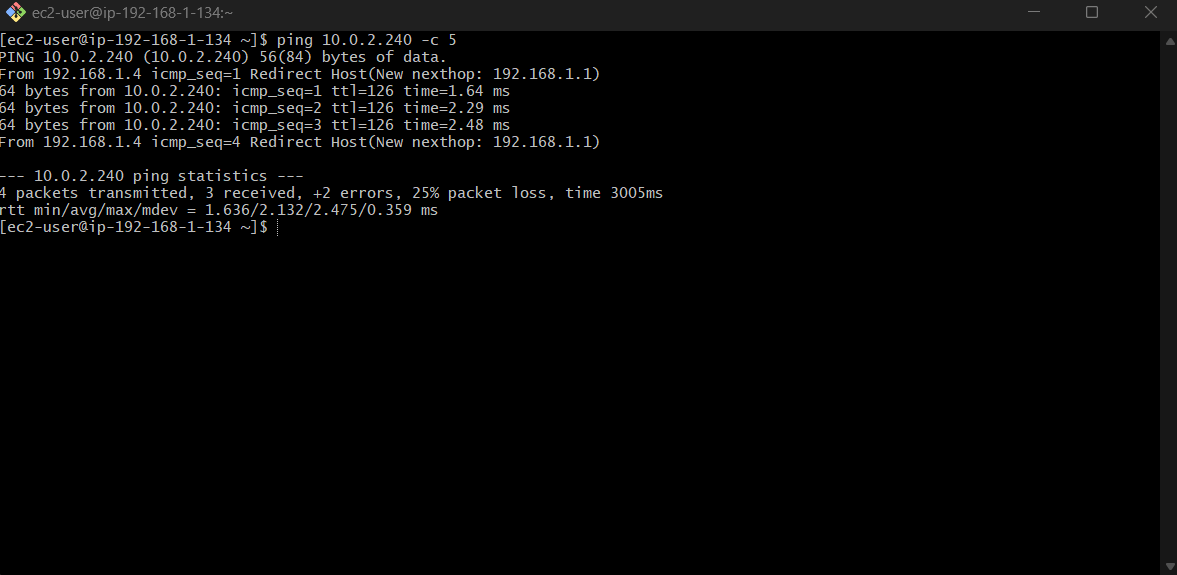 ec2-user@ip-192-168-1-134:~
[ec2-user@ip-192-168-1-134 ~]$ ping 10.0.2.240 -c 5
PING 10.0.2.240 (10.0.2.240) 56(84) bytes of data.
From 192.168.1.4 icmp_seq=1 Redirect Host(New nexthop: 192.168.1.1)
64 bytes from 10.0.2.240: icmp_seq=1 ttl=126 time=1.64 ms
64 bytes from 10.0.2.240: icmp_seq=2 ttl=126 time=2.29 ms
64 bytes from 10.0.2.240: icmp_seq=3 ttl=126 time=2.48 ms
From 192.168.1.4 icmp_seq=4 Redirect Host(New nexthop: 192.168.1.1)
--- 10.0.2.240 ping statistics ---
4 packets transmitted, 3 received, +2 errors, 25% packet loss, time 3005ms
rtt min/avg/max/mdev = 1.636/2.132/2.475/0.359 ms
[ec2-user@ip-192-168-1-134 ~]$